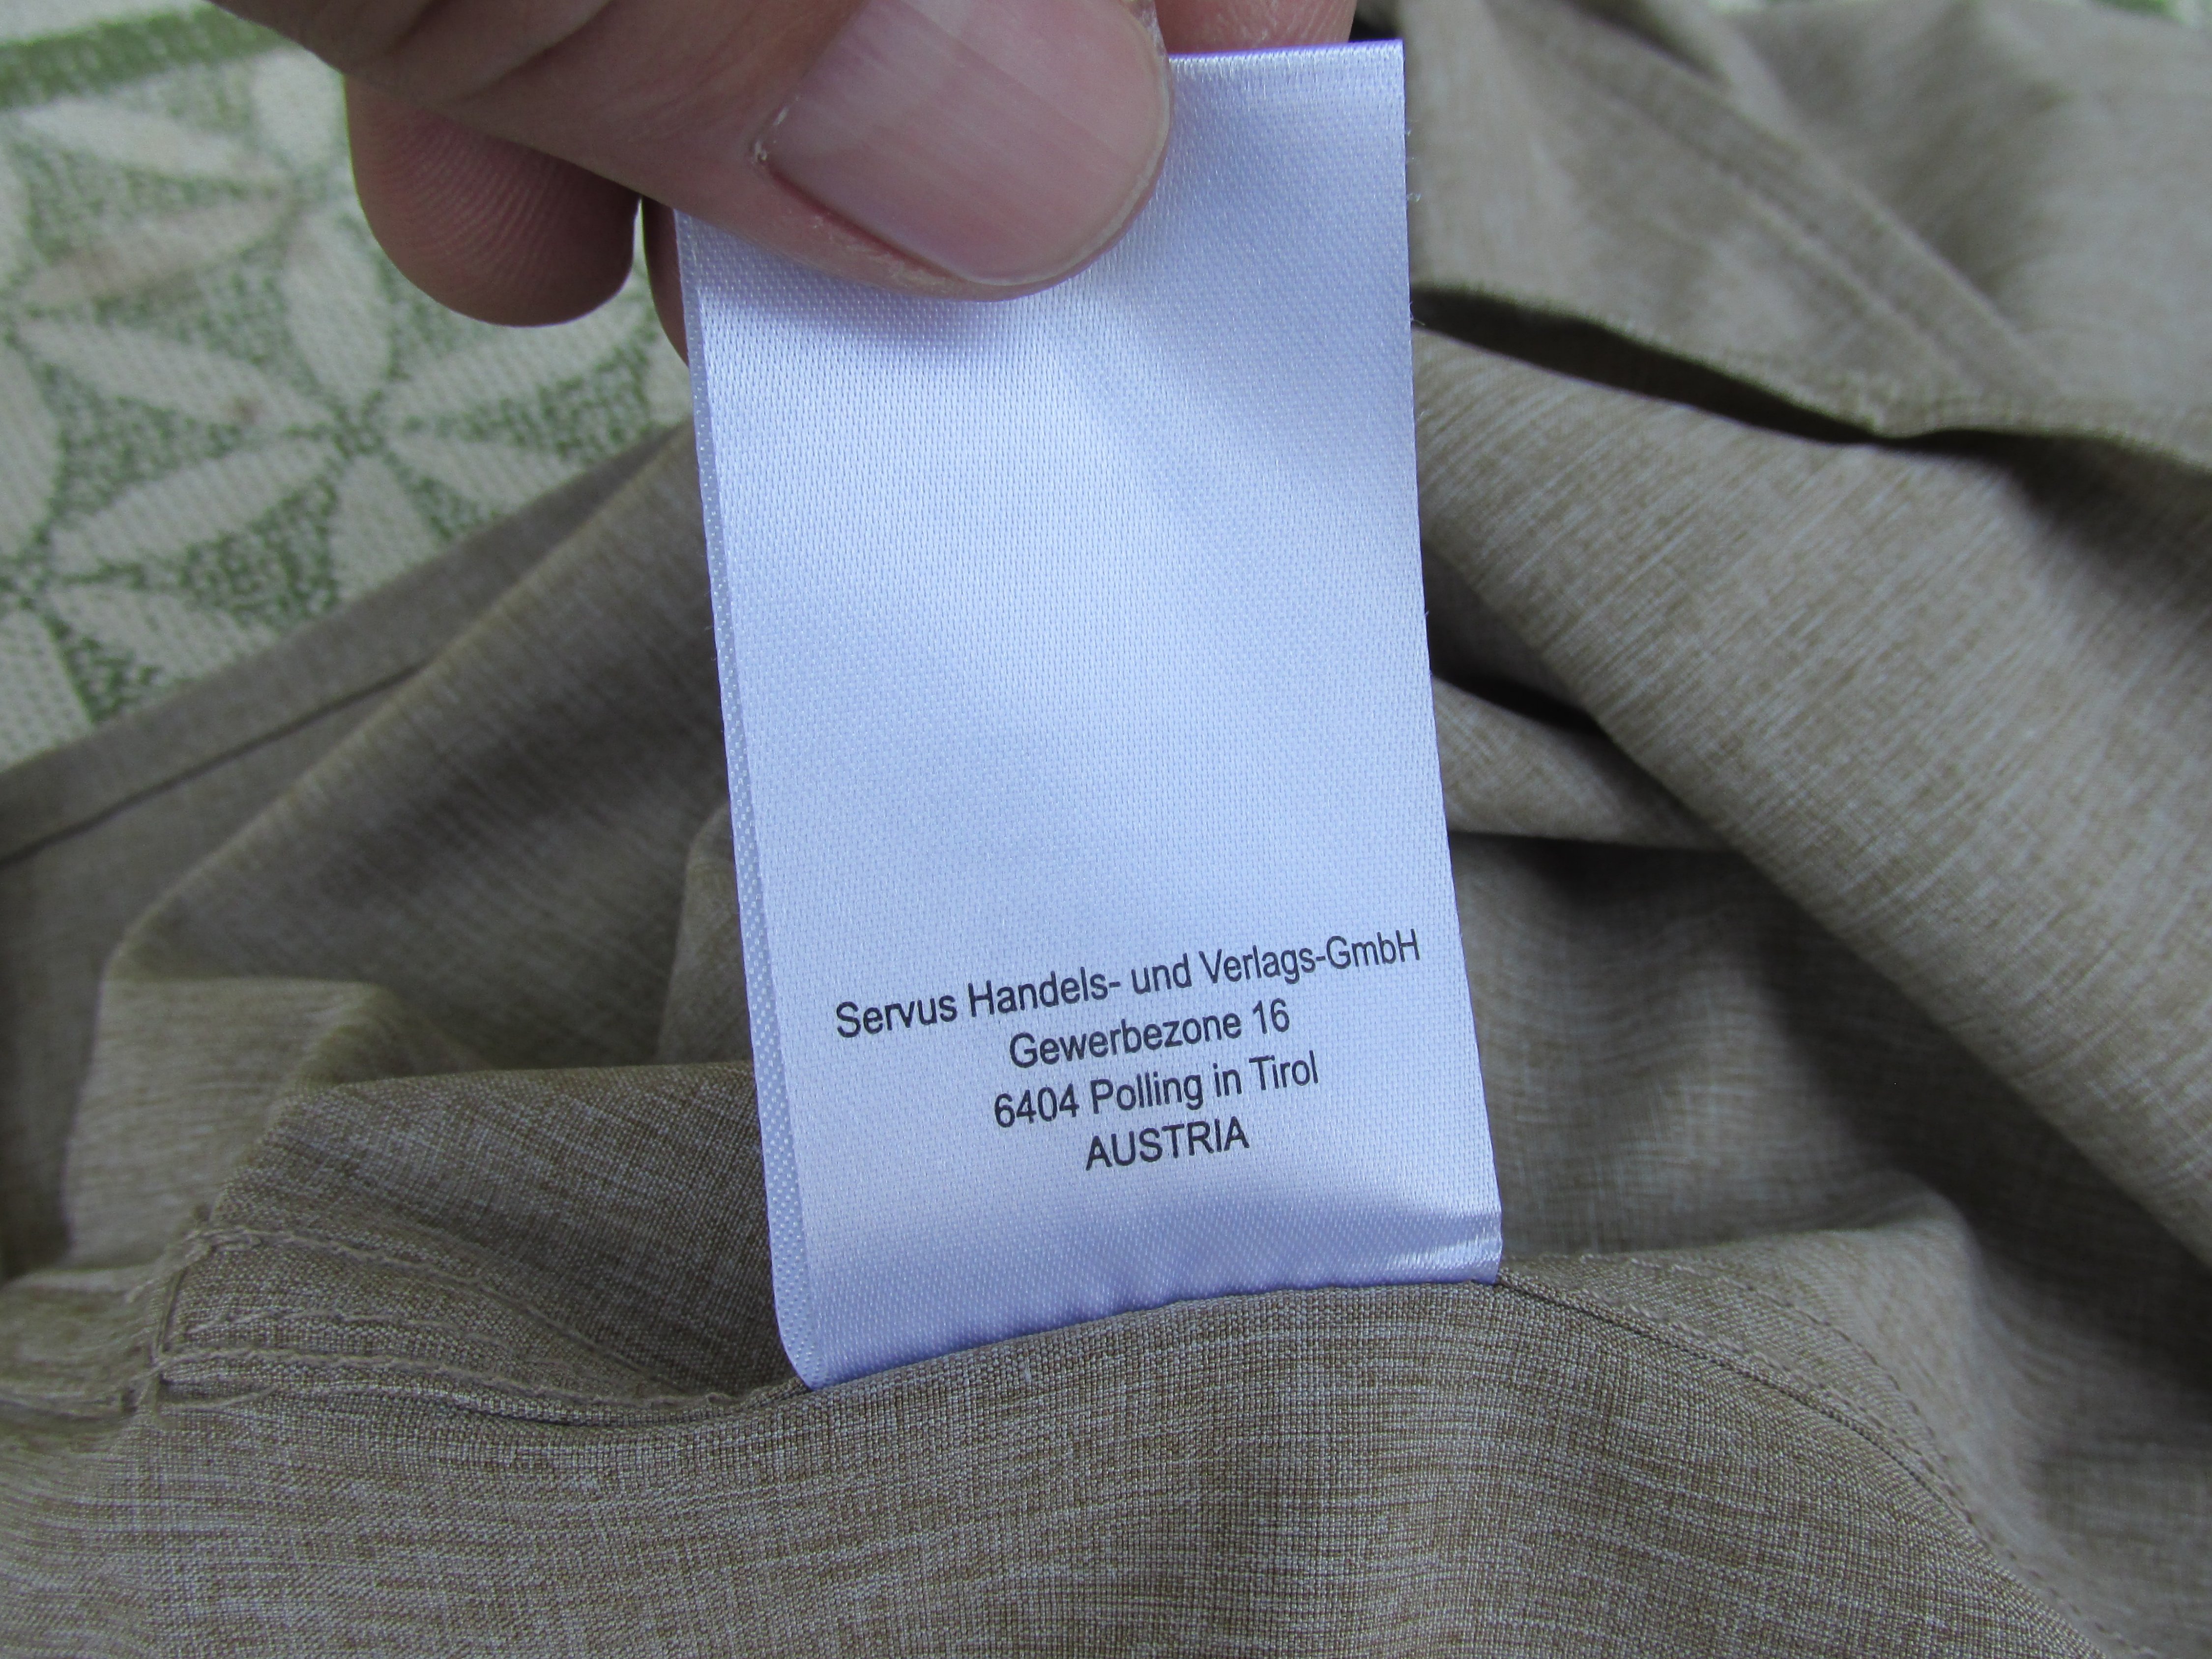 Servus Handels- und Verlags-GmbH
Gewerbezone 16
6404 Polling in Tirol
AUSTRIA